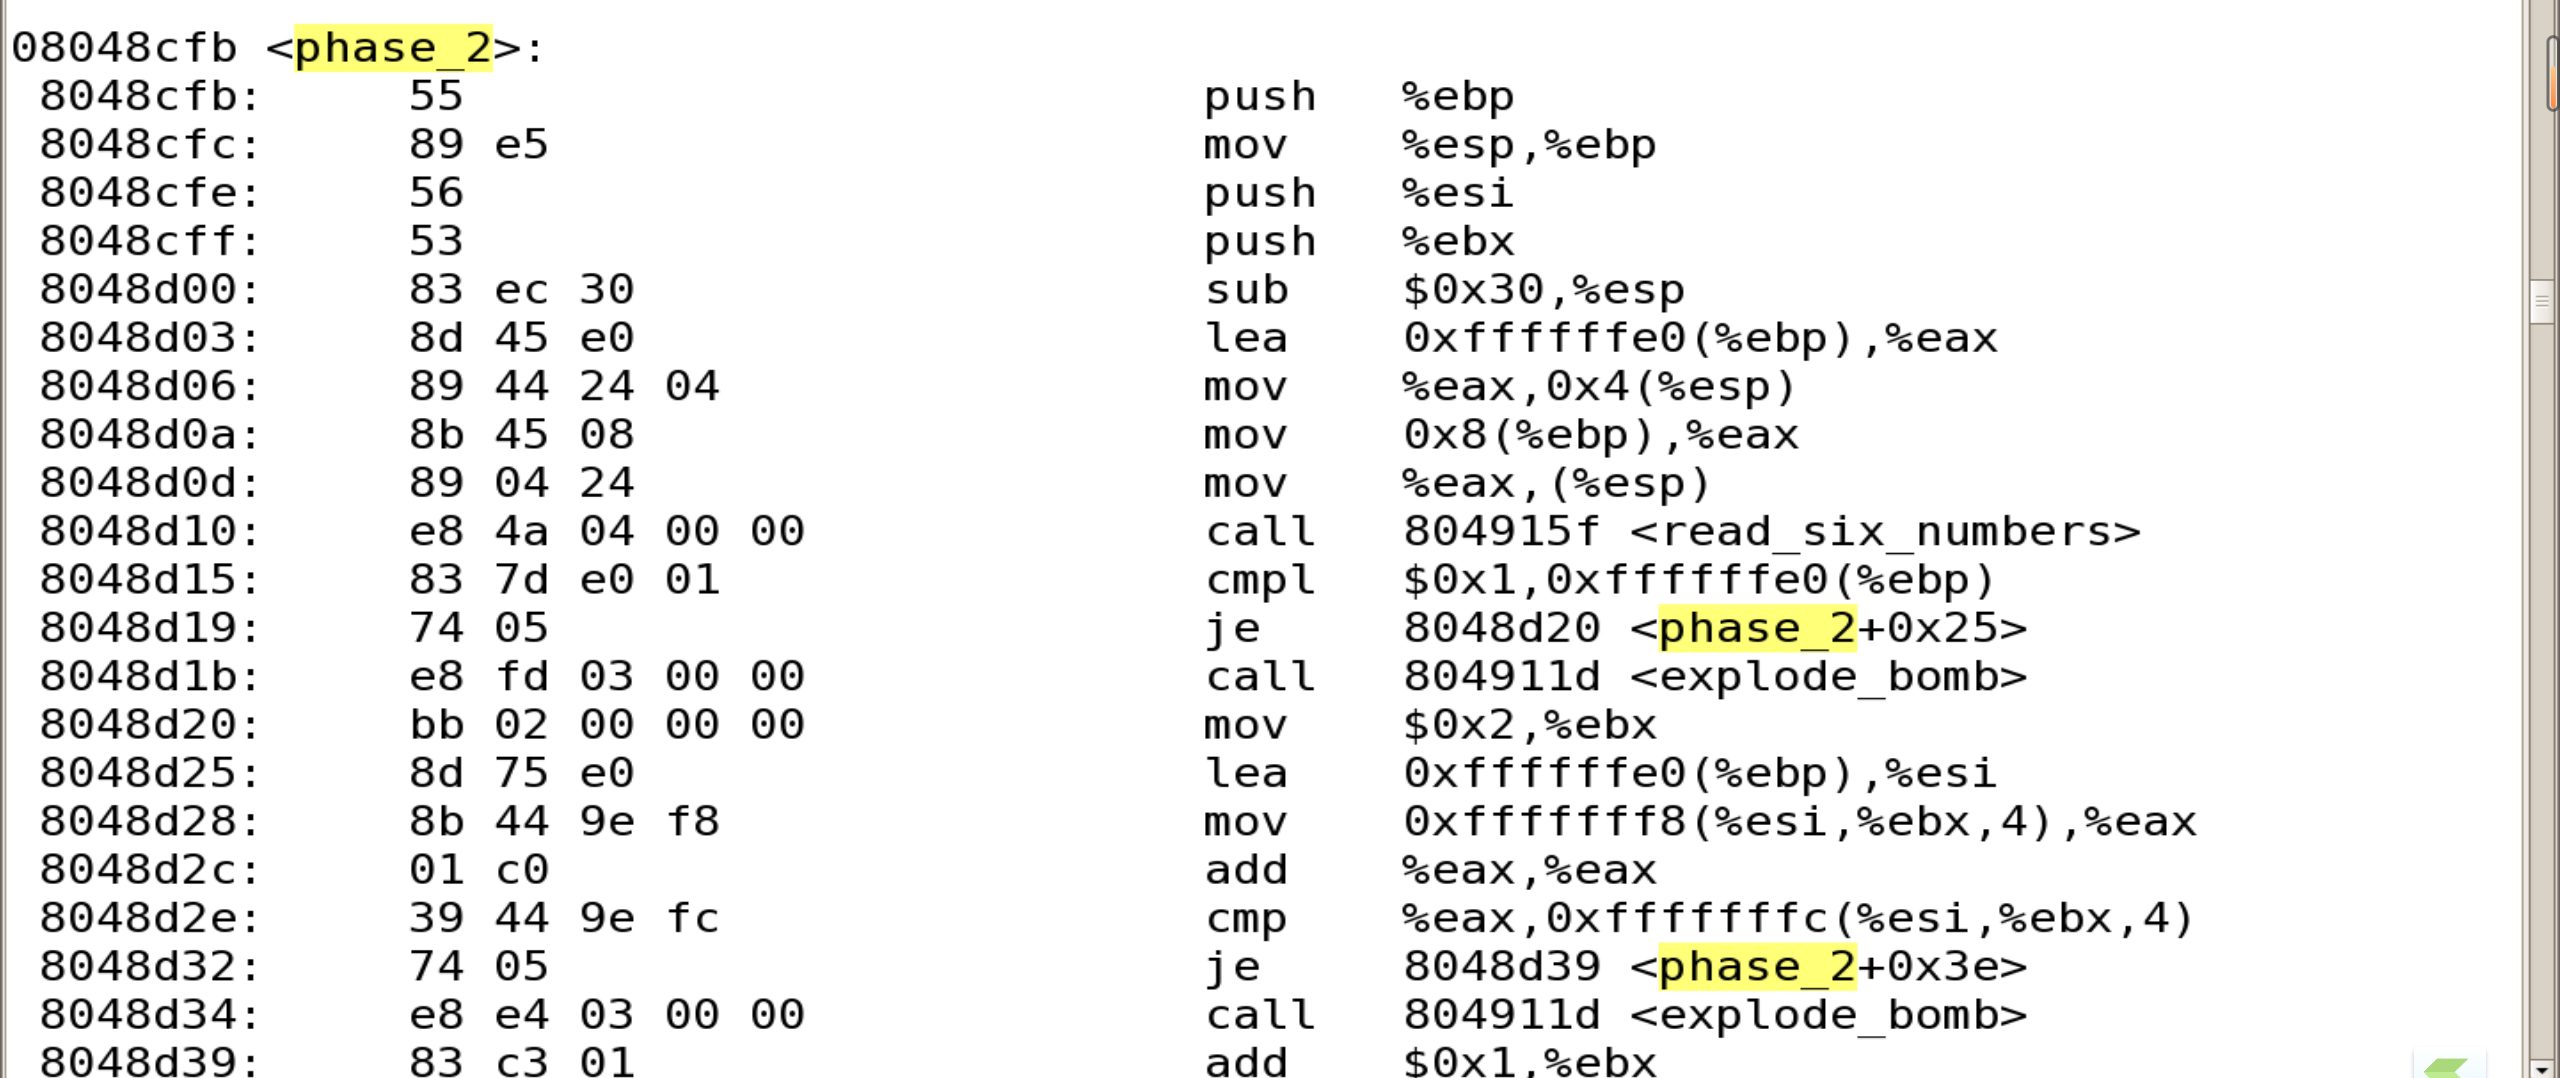 08048cfb <phase_2>:
8048cfb: 55 push %ebp
8048cfc: 89 e5 mov %esp,%ebp
8048cfe: 56 push %esi
8048cff: 53 push %ebx
8048d00: 83 ec 30 sub $0x30,%esp
8048d03: 8d 45 e0 lea 0xffffffe0(%ebp),%eax
8048d06: 89 44 24 04 mov %eax,0x4(%esp)
8048d0a: 8b 45 08 mov 0x8(%ebp),%eax
8048d0d: 89 04 24 mov %eax,(%esp)
8048d10: e8 4a 04 00 00 call 804915f <read_six_numbers>
8048d15: 83 7d e0 01 cmpl $0x1,0xffffffe0(%ebp)
8048d19: 74 05 je 8048d20 <phase_2+0x25>
8048d1b: e8 fd 03 00 00 call 804911d <explode_bomb>
8048d20: bb 02 00 00 00 mov $0x2,%ebx
8048d25: 8d 75 e0 lea 0xffffffe0(%ebp),%esi
8048d28: 8b 44 9e f8 mov 0xfffffff8(%esi,%ebx,4),%eax
8048d2c: 01 c0 add %eax,%eax
8048d2e: 39 44 9e fc cmp %eax,0xfffffffc(%esi,%ebx,4)
8048d32: 74 05 je 8048d39 <phase_2+0x3e>
8048d34: e8 e4 03 00 00 call 804911d <explode_bomb>
8048d39: 83 c3 01 add $0x1,%ebx